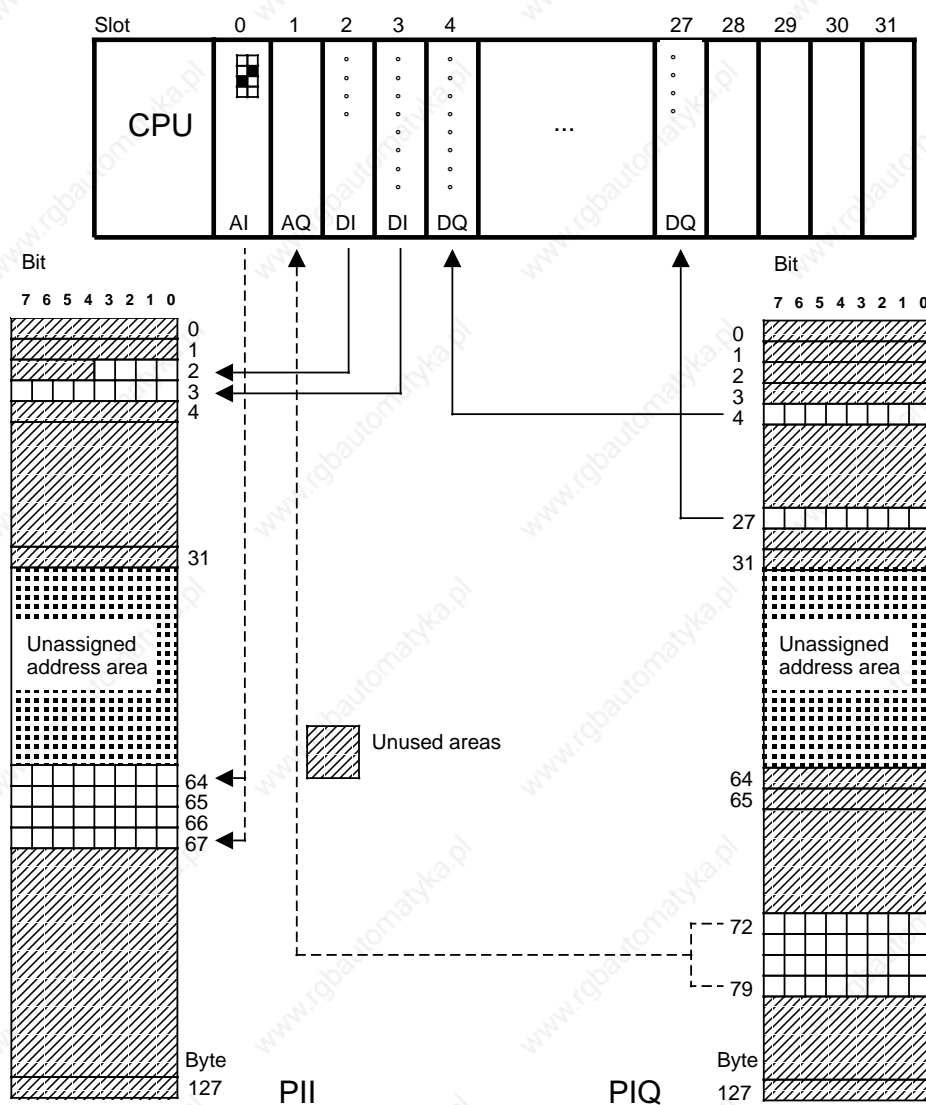 Slot 0 1 2 3 4 27 28 29 30 31
CPU
...
AI AQ DI DI DQ DQ
Bit
Bit
7 6 5 4 3 2 1 0
7 6 5 4 3 2 1 0
0
1
2
3
4
31
Unassigned
address area
64
65
66
67
Byte
127
PII
Unused areas
0
1
2
3
4
27
31
Unassigned
address area
64
65
72
79
Byte
127
PIQ
www.rgbautomatyka.pl